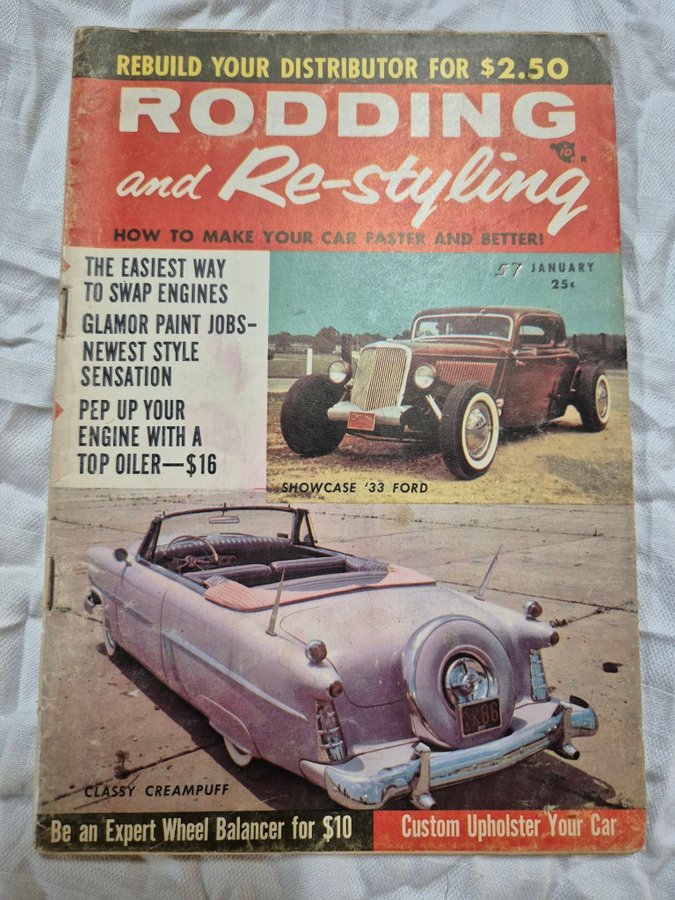 REBUILD YOUR DISTRIBUTOR FOR $2.50
RODDING
and Re-styling
HOW TO MAKE YOUR CAR FASTER AND BETTER!
THE EASIEST WAY
TO SWAP ENGINES
GLAMOR PAINT JOBS-
NEWEST STYLE
SENSATION
PEP UP YOUR
ENGINE WITH A
TOP OILER—$16
57 JANUARY
25¢
SHOWCASE '33 FORD
CLASSY CREAMPUFF
Be an Expert Wheel Balancer for $10
Custom Upholster Your Car